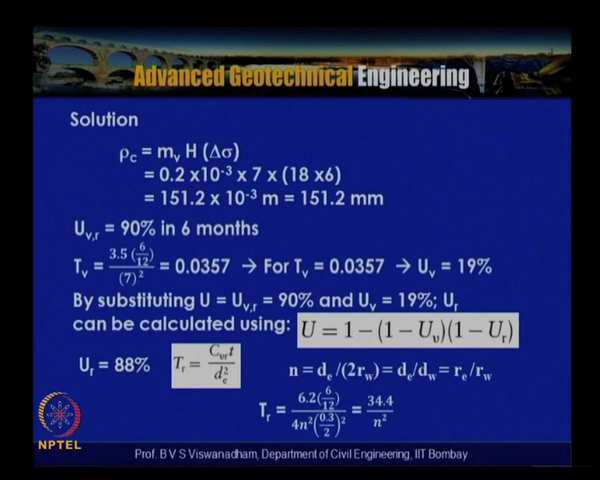 Advanced Geotechnical Engineering
Solution
ρc = mv H (Δσ)
= 0.2 x10-3 x 7 x (18 x6)
= 151.2 x 10-3 m = 151.2 mm
Uv,r = 90% in 6 months
Tv = 3.5 (6/12) / (7)2 = 0.0357 → For Tv = 0.0357 → Uv = 19%
By substituting U = Uv,r = 90% and Uv = 19%; Ur
can be calculated using: U = 1 – (1 – Uv)(1 – Ur)
Ur = 88% Tr = Cvr t / de2 n = de /(2rw)= de/dw= re/rw
Tr = 6.2(6/12) / 4n2(0.3/2)2 = 34.4 / n2
NPTEL
Prof. B V S Viswanadham, Department of Civil Engineering, IIT Bombay